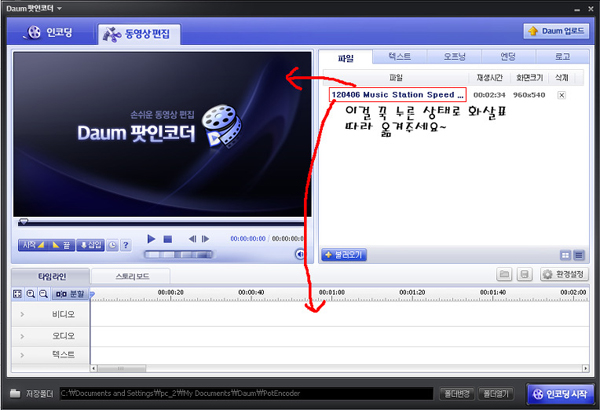 Daum 팟인코더
인코딩
동영상 편집
Daum 업로드
파일
텍스트
오프닝
엔딩
로고
파일
재생시간
화면크기
삭제
120406 Music Station Speed ...
00:02:34
960x540
이걸 꾹 누른 상태로 화살표
따라 옮겨주세요~
손쉬운 동영상 편집
Daum 팟인코더
시작
끝
삽입
?
00:00:00:00 / 00:00:00:00
불러오기
타임라인
스토리보드
환경설정
분할
00:00:20
00:00:40
00:01:00
00:01:20
00:01:40
00:02:00
비디오
오디오
텍스트
저장폴더
C:\Documents and Settings\pc_2\My Documents\Daum\PotEncoder
폴더변경
폴더열기
인코딩 시작